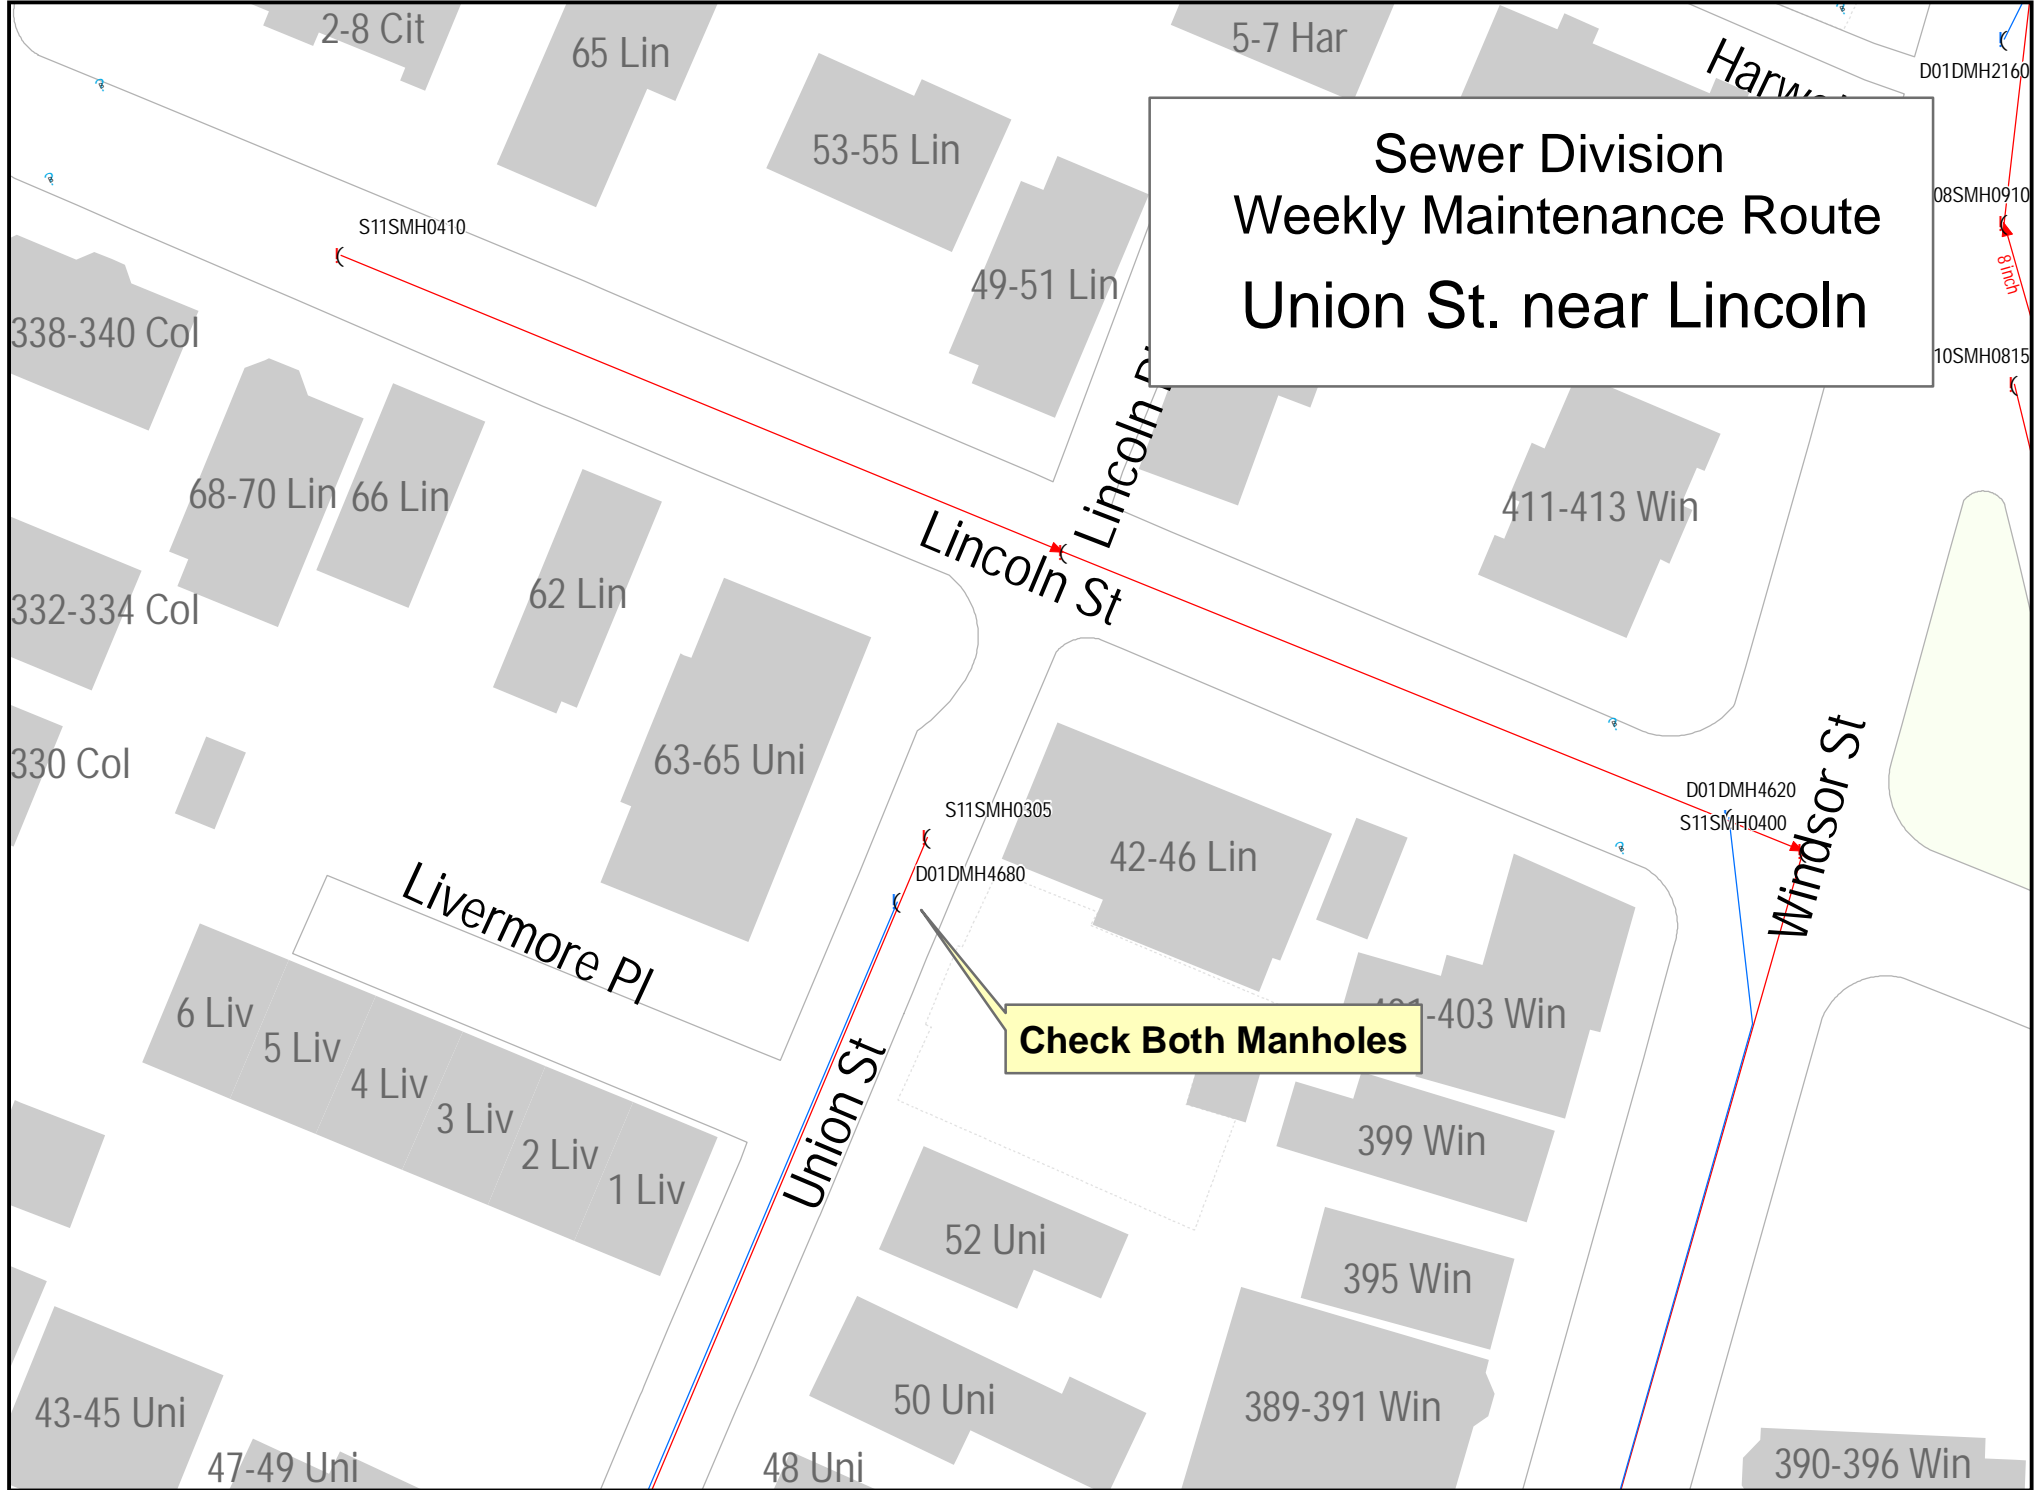 2-8 Cit
65 Lin
5-7 Har
D01DMH2160
53-55 Lin
Sewer Division
Weekly Maintenance Route
Union St. near Lincoln
08SMH0910
8 inch
10SMH0815
S11SMH0410
49-51 Lin
338-340 Col
68-70 Lin
66 Lin
Lincoln
411-413 Win
Lincoln St
62 Lin
332-334 Col
63-65 Uni
330 Col
Windsor St
D01DMH4620
S11SMH0400
S11SMH0305
42-46 Lin
D01DMH4680
Livermore Pl
Check Both Manholes
-403 Win
6 Liv
5 Liv
4 Liv
3 Liv
2 Liv
1 Liv
Union St
399 Win
52 Uni
395 Win
50 Uni
389-391 Win
43-45 Uni
47-49 Uni
48 Uni
390-396 Win